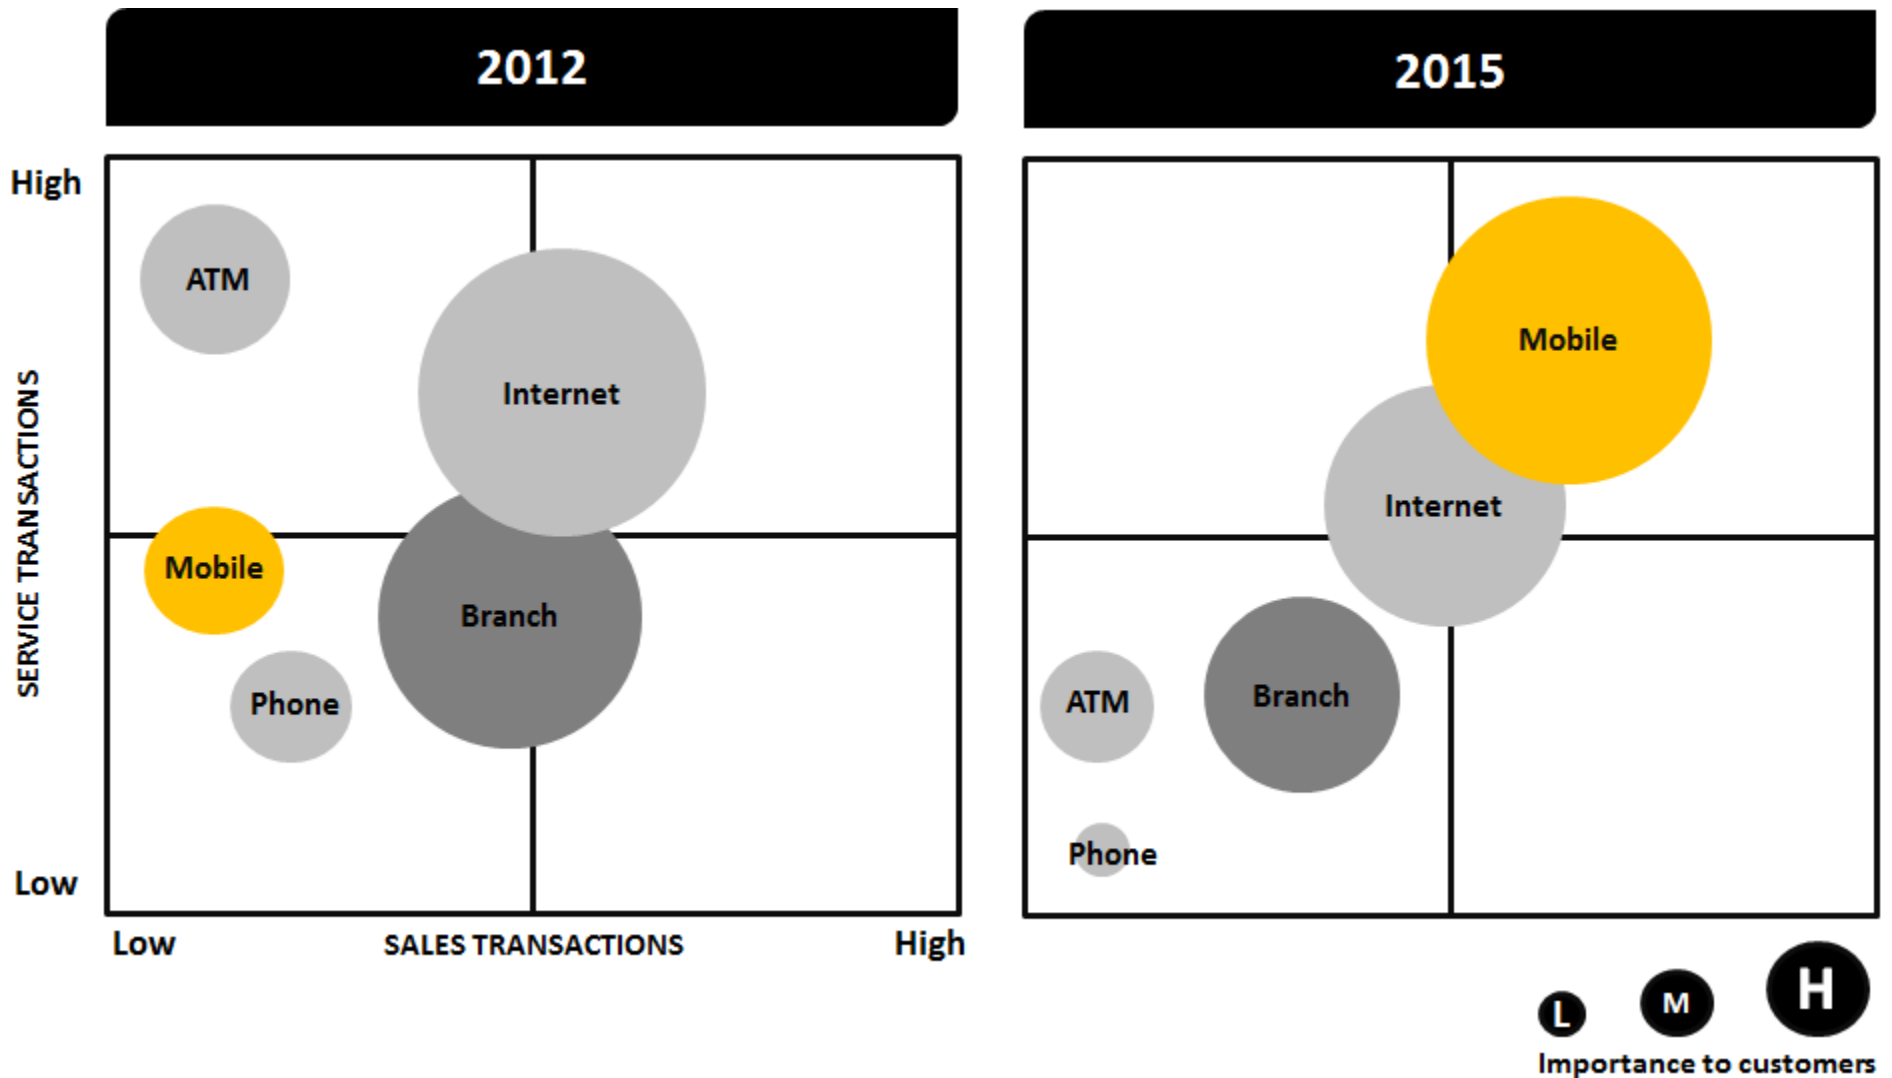 2012
2015
High
ATM
Internet
Mobile
Branch
Phone
SERVICE TRANSACTIONS
Low
Low
SALES TRANSACTIONS
High
Mobile
Internet
ATM
Branch
Phone
L
M
H
Importance to customers